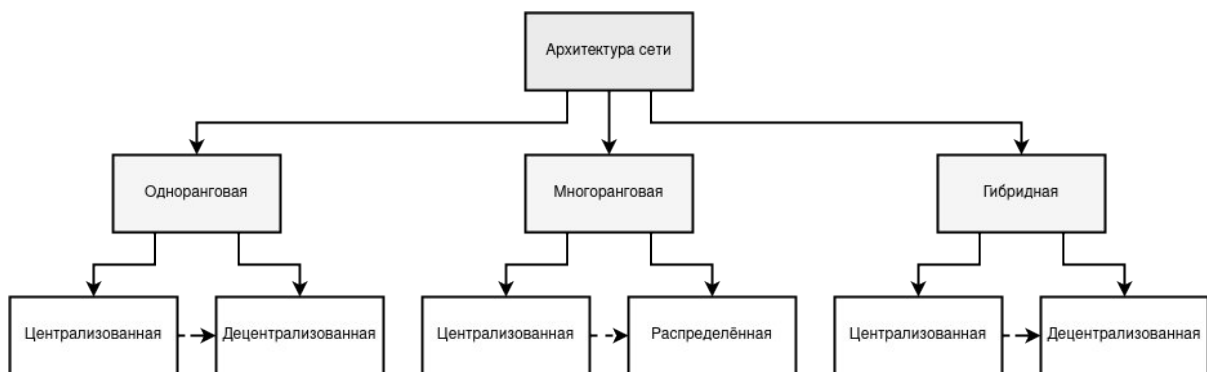 Архитектура сети
Одноранговая
Многоранговая
Гибридная
Централизованная
Децентрализованная
Централизованная
Распределённая
Централизованная
Децентрализованная